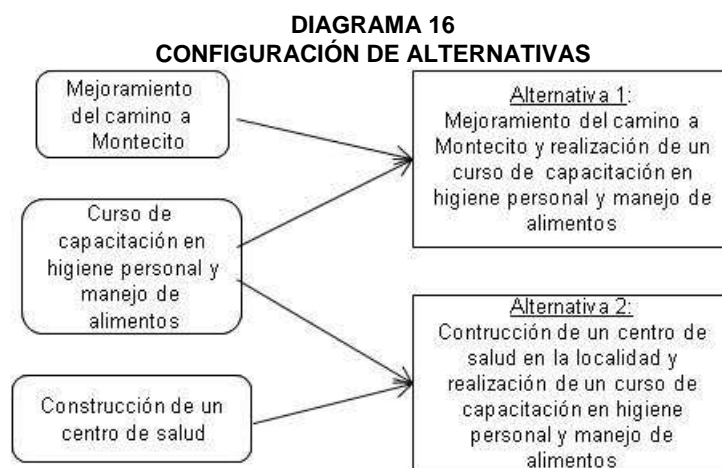 DIAGRAMA 16
CONFIGURACIÓN DE ALTERNATIVAS
Mejoramiento
del camino a
Montecito
Curso de
capacitación en
higiene personal y
manejo de
alimentos
Construcción de un
centro de salud
Alternativa 1:
Mejoramiento del camino a
Montecito y realización de un
curso de capacitación en
higiene personal y manejo de
alimentos
Alternativa 2:
Contrucción de un centro de
salud en la localidad y
realización de un curso de
capacitación en higiene
personal y manejo de
alimentos